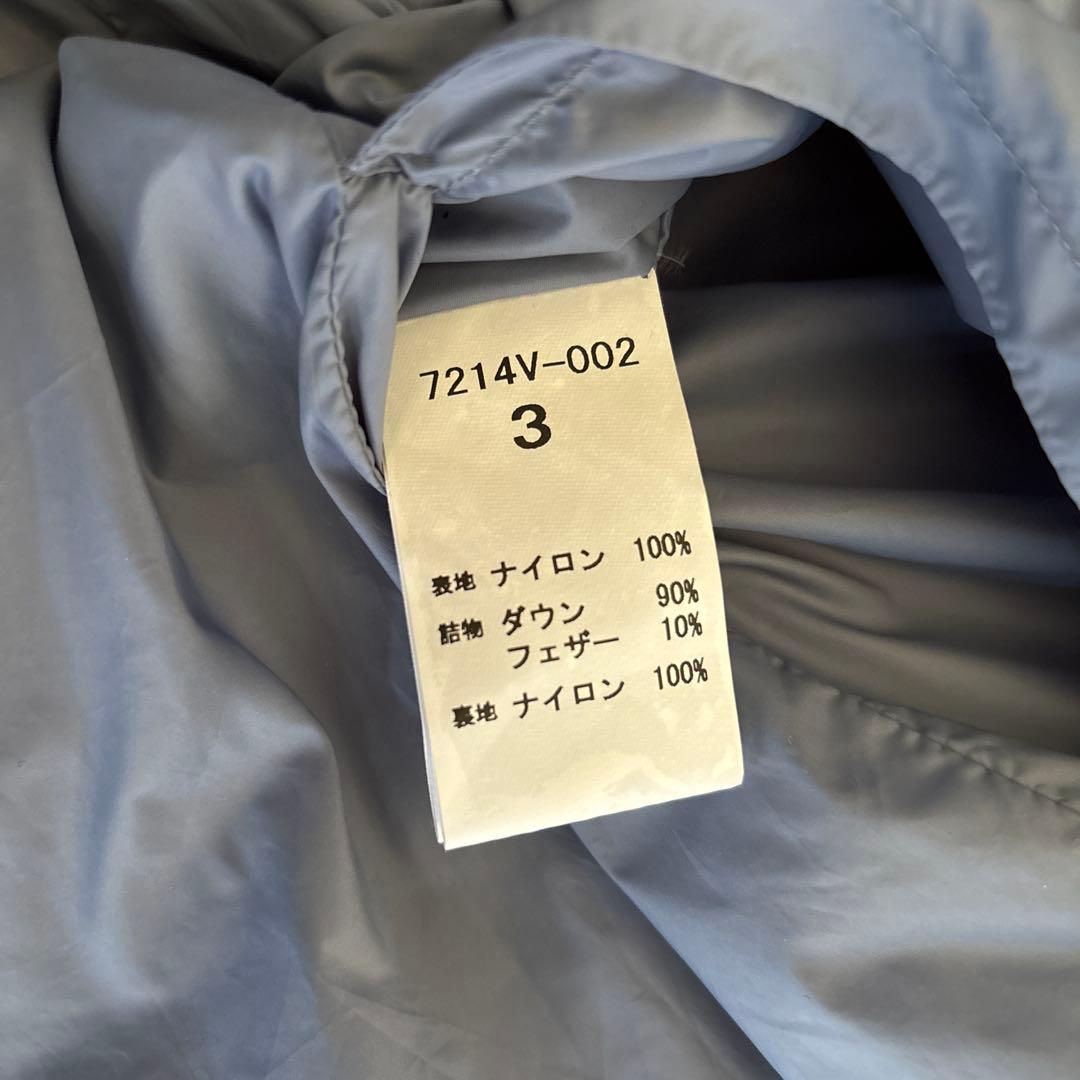 7214V-002
3
表地 ナイロン 100%
詰物 ダウン 90%
フェザー 10%
裏地 ナイロン 100%